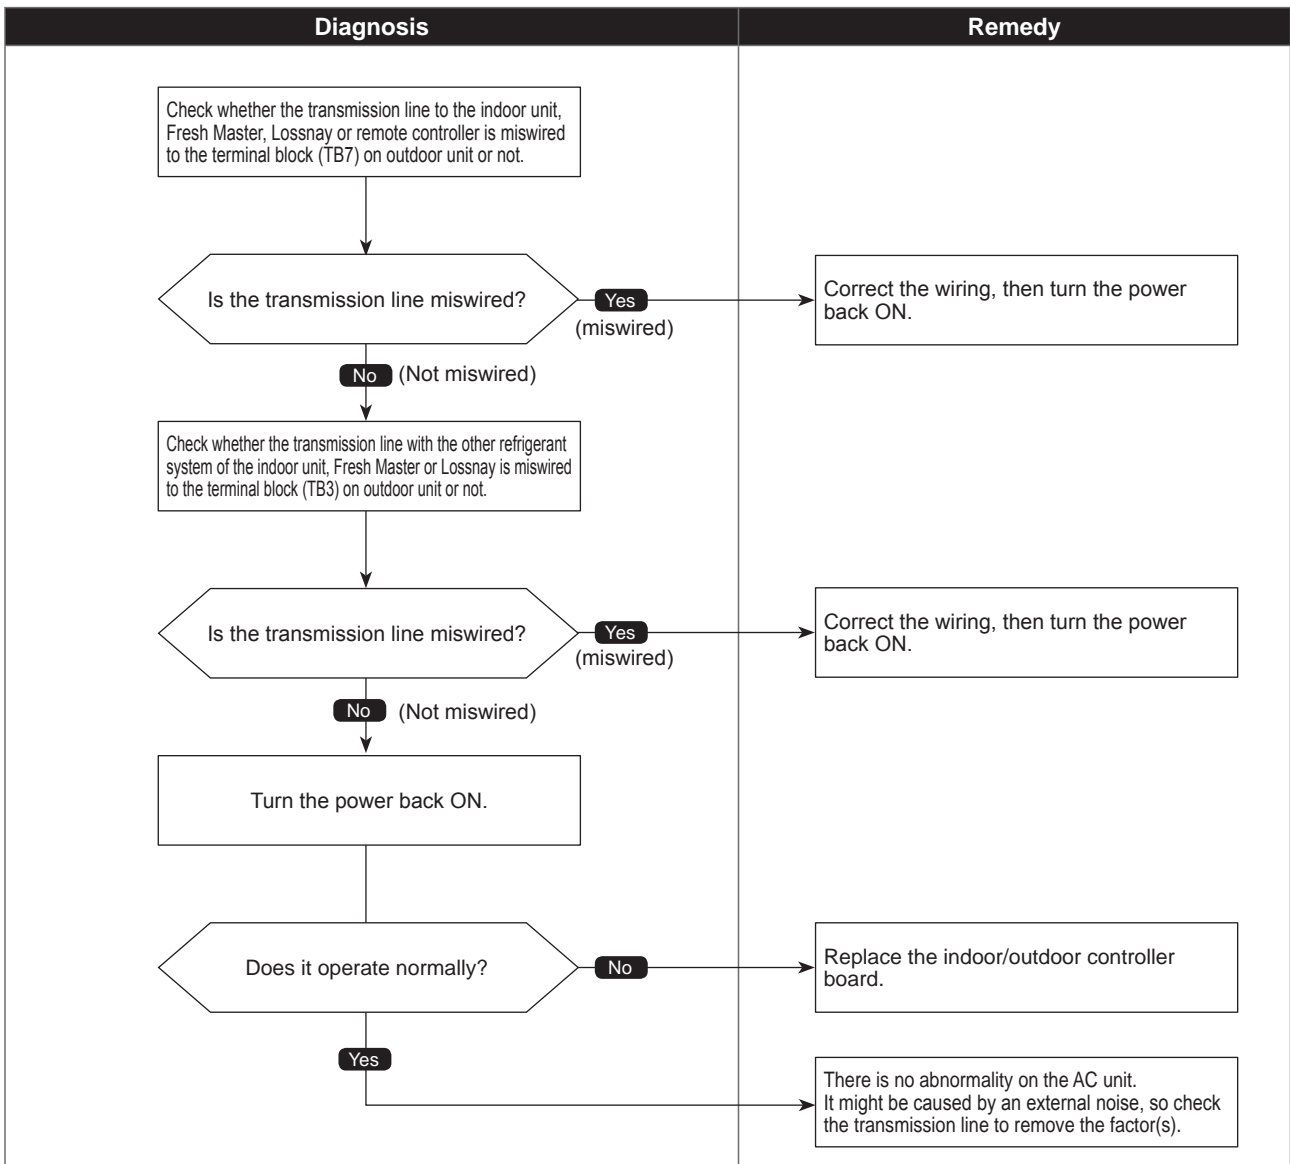 Diagnosis
Remedy
Check whether the transmission line to the indoor unit,
Fresh Master, Lossnay or remote controller is miswired
to the terminal block (TB7) on outdoor unit or not.
Is the transmission line miswired?
Yes
(miswired)
Correct the wiring, then turn the power
back ON.
No (Not miswired)
Check whether the transmission line with the other refrigerant
system of the indoor unit, Fresh Master or Lossnay is miswired
to the terminal block (TB3) on outdoor unit or not.
Is the transmission line miswired?
Yes
(miswired)
Correct the wiring, then turn the power
back ON.
No (Not miswired)
Turn the power back ON.
Does it operate normally?
No
Replace the indoor/outdoor controller
board.
Yes
There is no abnormality on the AC unit.
It might be caused by an external noise, so check
the transmission line to remove the factor(s).